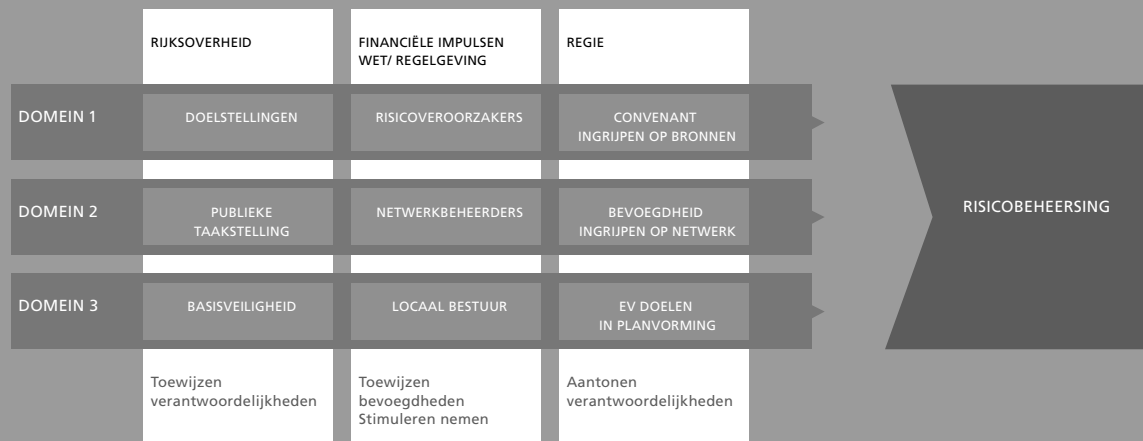 RIJKSOVERHEID
FINANCIËLE IMPULSEN
WET/ REGELGEVING
REGIE
DOMEIN 1
DOELSTELLINGEN
RISICOVEROORZAKERS
CONVENANT
INGRIJPEN OP BRONNEN
DOMEIN 2
PUBLIEKE
TAAKSTELLING
NETWERKBEHEERDERS
BEVOEGDHEID
INGRIJPEN OP NETWERK
RISICOBEHEERSING
DOMEIN 3
BASISVEILIGHEID
LOCAAL BESTUUR
EV DOELEN
IN PLANVORMING
Toewijzen
verantwoordelijkheden
Toewijzen
bevoegdheden
Stimuleren nemen
Aantonen
verantwoordelijkheden